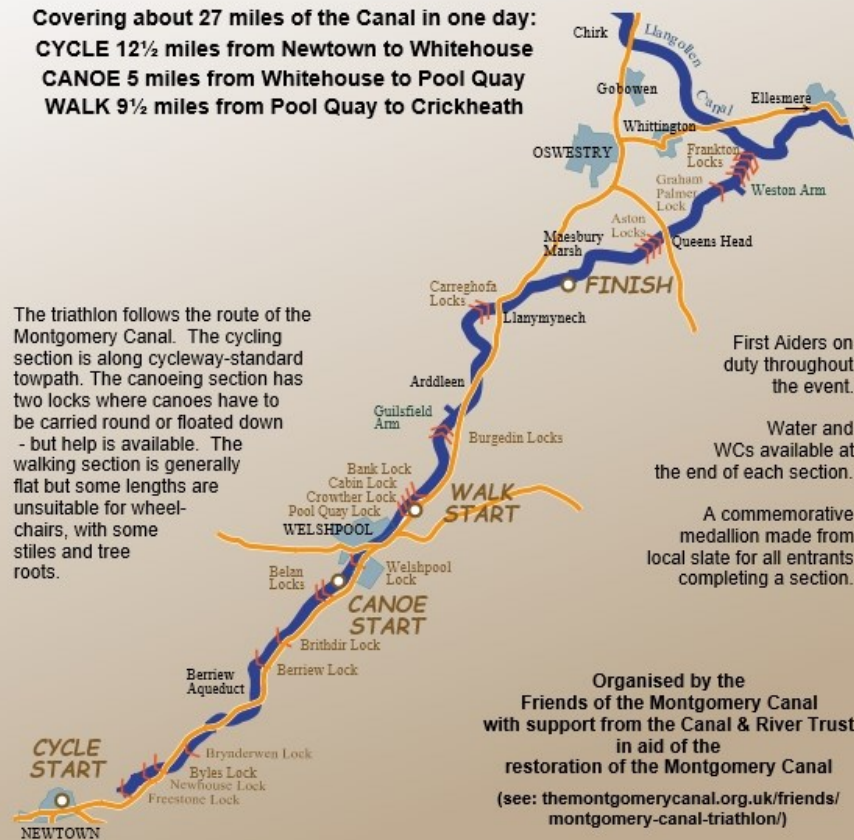 Covering about 27 miles of the Canal in one day:
CYCLE 12½ miles from Newtown to Whitehouse
CANOE 5 miles from Whitehouse to Pool Quay
WALK 9½ miles from Pool Quay to Crickheath
Chirk
Llangollen
Canal
Gobowen
Ellesmere
Whittington
OSWESTRY
Frankton
Locks
Graham
Palmer
Lock
Weston Arm
Aston
Locks
Queens Head
Maesbury
Marsh
FINISH
Carreghofa
Locks
Llanymynech
The triathlon follows the route of the
Montgomery Canal. The cycling
section is along cycleway-standard
towpath. The canoeing section has
two locks where canoes have to
be carried round or floated down
- but help is available. The
walking section is generally
flat but some lengths are
unsuitable for wheel-
chairs, with some
stiles and tree
roots.
First Aiders on
duty throughout
the event.
Water and
WCs available at
the end of each section.
A commemorative
medallion made from
local slate for all entrants
completing a section.
Arddleen
Guilsfield
Arm
Burgedin Locks
Bank Lock
Cabin Lock
Crowther Lock
Pool Quay Lock
WALK
START
WELSHPOOL
Welshpool
Lock
Belan
Locks
CANOE
START
Brithdir Lock
Berriew Lock
Berriew
Aqueduct
Brynderwen Lock
Byles Lock
Newhouse Lock
Freestone Lock
CYCLE
START
NEWTOWN
Organised by the
Friends of the Montgomery Canal
with support from the Canal & River Trust
in aid of the
restoration of the Montgomery Canal
(see: themontgomerycanal.org.uk/friends/
montgomery-canal-triathlon/)